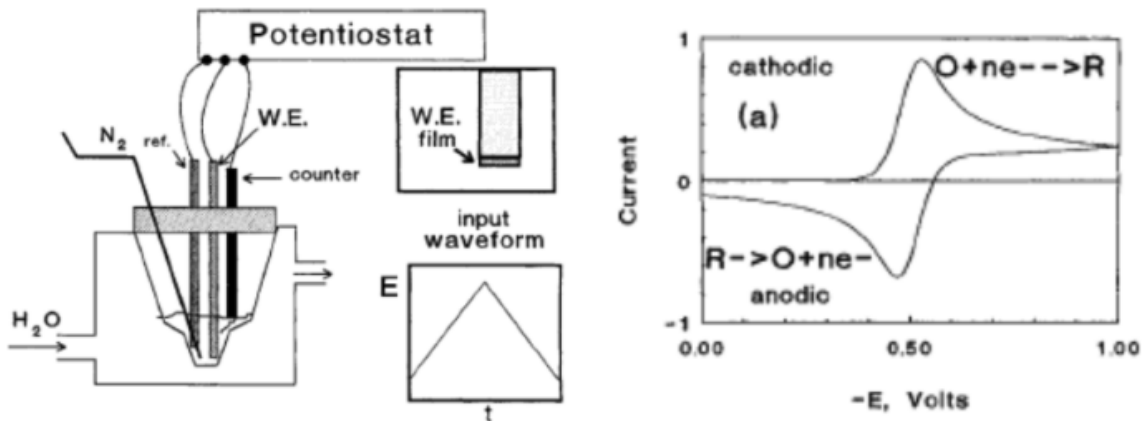 Potentiostat
N2
ref.
W.E.
counter
H2O
W.E.
film
input
waveform
E
t
cathodic
O+ne- ->R
(a)
R->O+ne-
anodic
Current
1
0
-1
0.00
0.50
1.00
-E, Volts